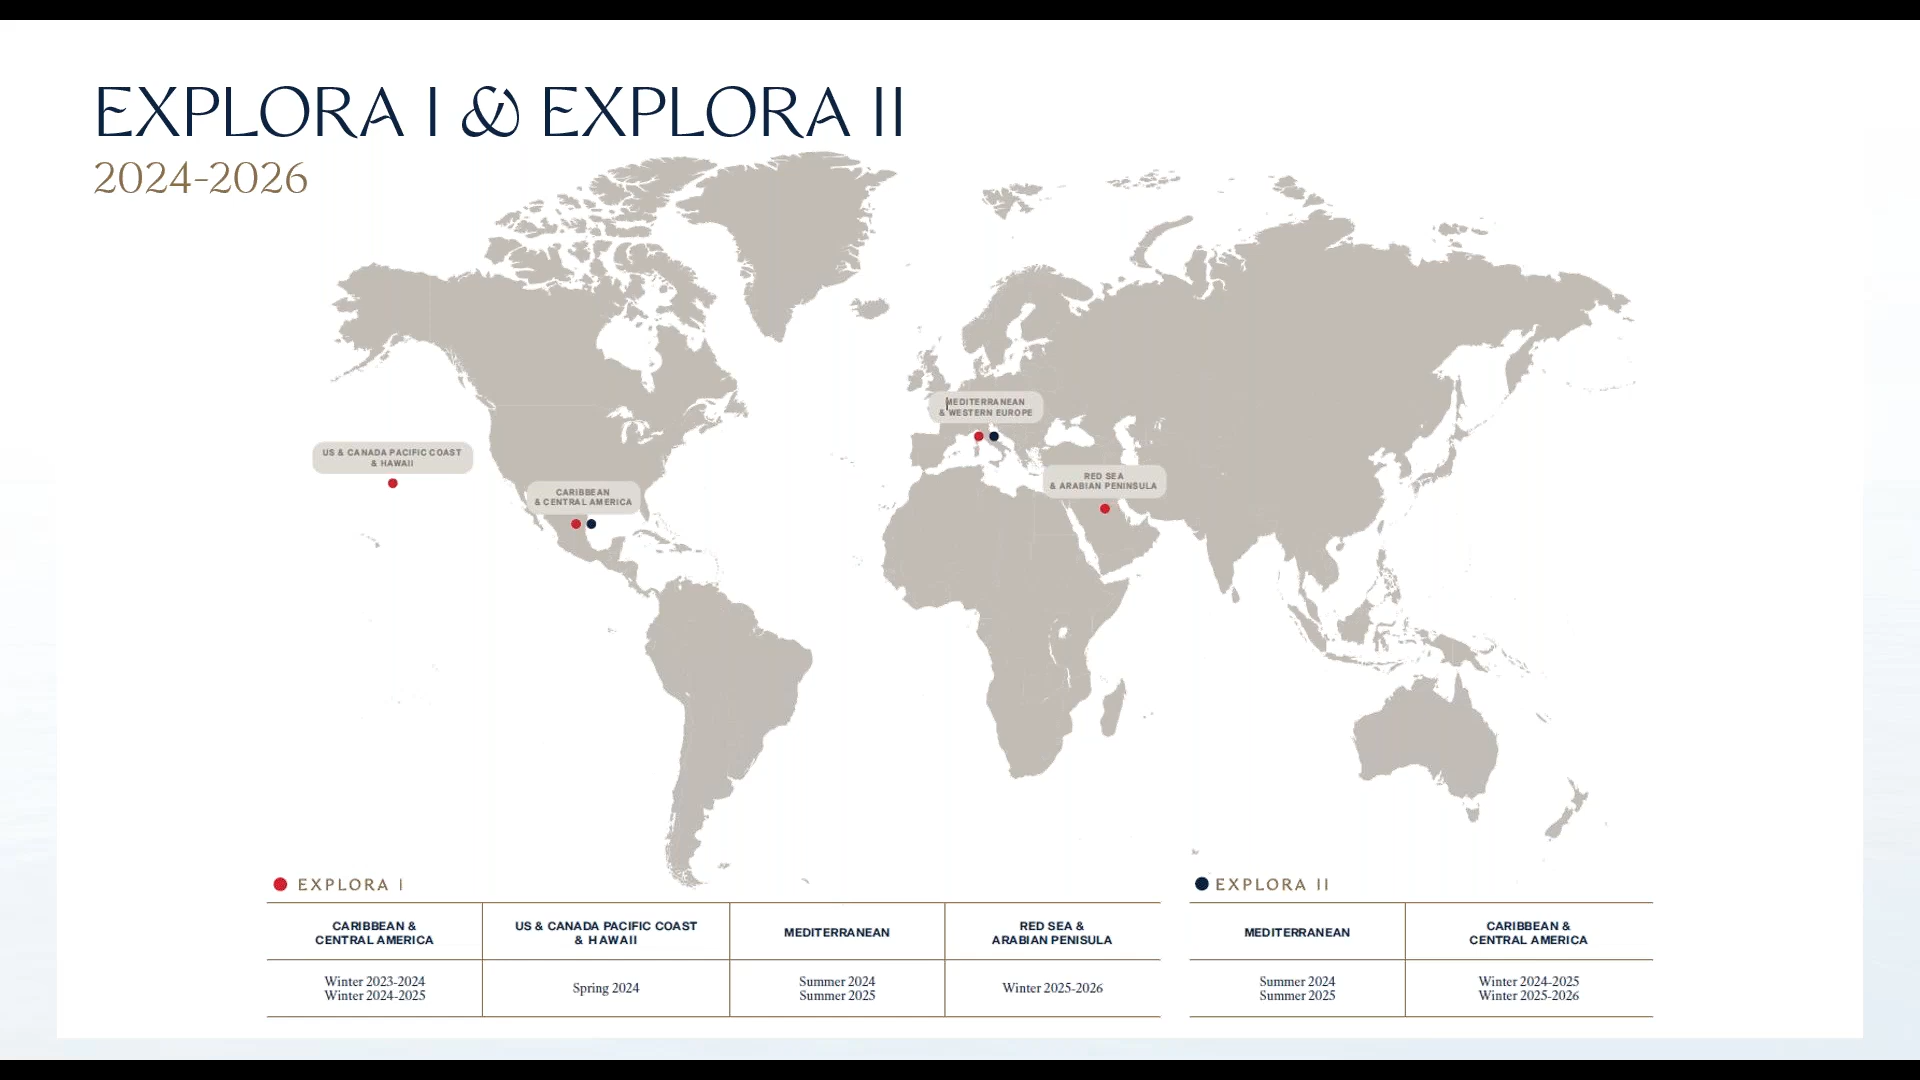 EXPLORA I & EXPLORA II
2024-2026
MEDITERRANEAN
& WESTERN EUROPE
US & CANADA PACIFIC COAST
& HAWAII
RED SEA
& ARABIAN PENINSULA
CARIBBEAN
& CENTRAL AMERICA
EXPLORA I
CARIBBEAN &
CENTRAL AMERICA
US & CANADA PACIFIC COAST
& HAWAII
MEDITERRANEAN
RED SEA &
ARABIAN PENISULA
Winter 2023-2024
Winter 2024-2025
Spring 2024
Summer 2024
Summer 2025
Winter 2025-2026
EXPLORA II
MEDITERRANEAN
CARIBBEAN &
CENTRAL AMERICA
Summer 2024
Summer 2025
Winter 2024-2025
Winter 2025-2026